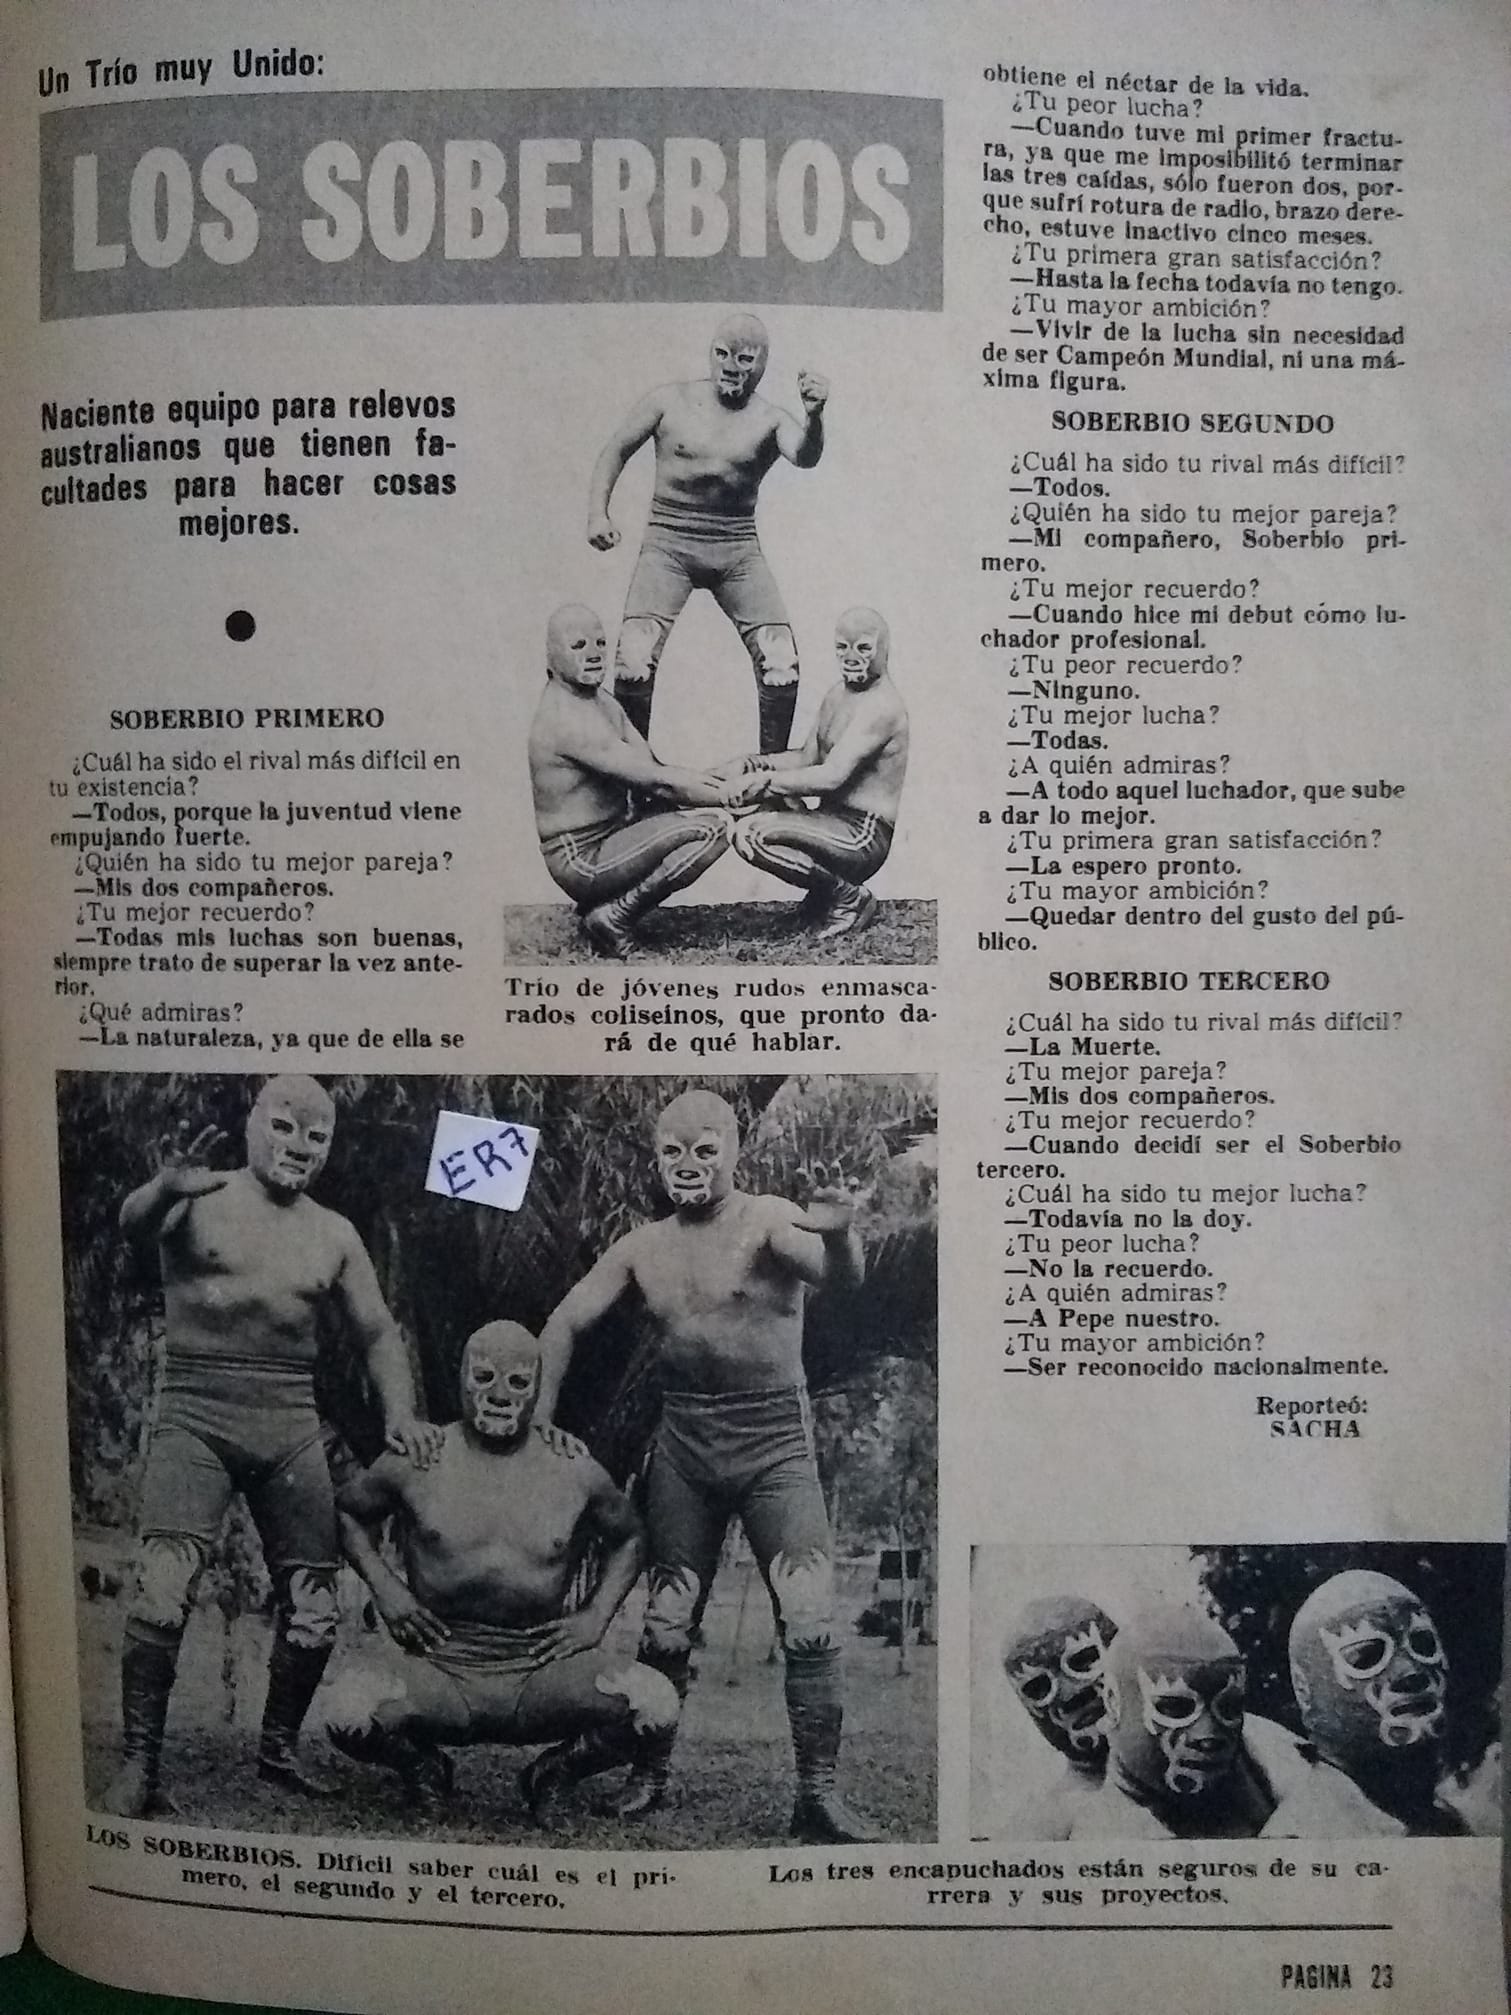 Un Trío muy Unido:
LOS SOBERBIOS
Naciente equipo para relevos
australianos que tienen fa-
cultades para hacer cosas
mejores.
SOBERBIO PRIMERO
¿Cuál ha sido el rival más difícil en
tu existencia?
—Todos, porque la juventud viene
empujando fuerte.
¿Quién ha sido tu mejor pareja?
—Mis dos compañeros.
¿Tu mejor recuerdo?
—Todas mis luchas son buenas,
siempre trato de superar la vez ante-
rior.
¿Qué admiras?
—La naturaleza, ya que de ella se
Trio de jóvenes rudos enmasca-
rados coliseinos, que pronto da-
rá de qué hablar.
ER7
LOS SOBERBIOS. Difícil saber cuál es el pri-
mero, el segundo y el tercero.
obtiene el néctar de la vida.
¿Tu peor lucha?
—Cuando tuve mi primer fractu-
ra, ya que me imposibilitó terminar
las tres caídas, sólo fueron dos, por-
que sufrí rotura de radio, brazo dere-
cho, estuve inactivo cinco meses.
¿Tu primera gran satisfacción?
—Hasta la fecha todavía no tengo.
¿Tu mayor ambición?
—Vivir de la lucha sin necesidad
de ser Campeón Mundial, ni una má-
xima figura.
SOBERBIO SEGUNDO
¿Cuál ha sido tu rival más difícil?
—Todos.
¿Quién ha sido tu mejor pareja?
—Mi compañero, Soberbio pri-
mero.
¿Tu mejor recuerdo?
—Cuando hice mi debut cómo lu-
chador profesional.
¿Tu peor recuerdo?
—Ninguno.
¿Tu mejor lucha?
—Todas.
¿A quién admiras?
—A todo aquel luchador, que sube
a dar lo mejor.
¿Tu primera gran satisfacción?
—La espero pronto.
¿Tu mayor ambición?
—Quedar dentro del gusto del pú-
blico.
SOBERBIO TERCERO
¿Cuál ha sido tu rival más difícil?
—La Muerte.
¿Tu mejor pareja?
—Mis dos compañeros.
¿Tu mejor recuerdo?
—Cuando decidí ser el Soberbio
tercero.
¿Cuál ha sido tu mejor lucha?
—Todavía no la doy.
¿Tu peor lucha?
—No la recuerdo.
¿A quién admiras?
—A Pepe nuestro.
¿Tu mayor ambición?
—Ser reconocido nacionalmente.
Reporteó:
SACHA
Los tres encapuchados están seguros de su ca-
rrera y sus proyectos.
PAGINA 23